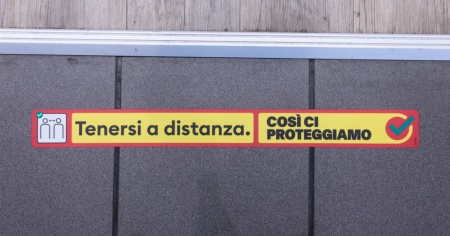 Tenersi a distanza.
COSÌ CI
PROTEGGIAMO